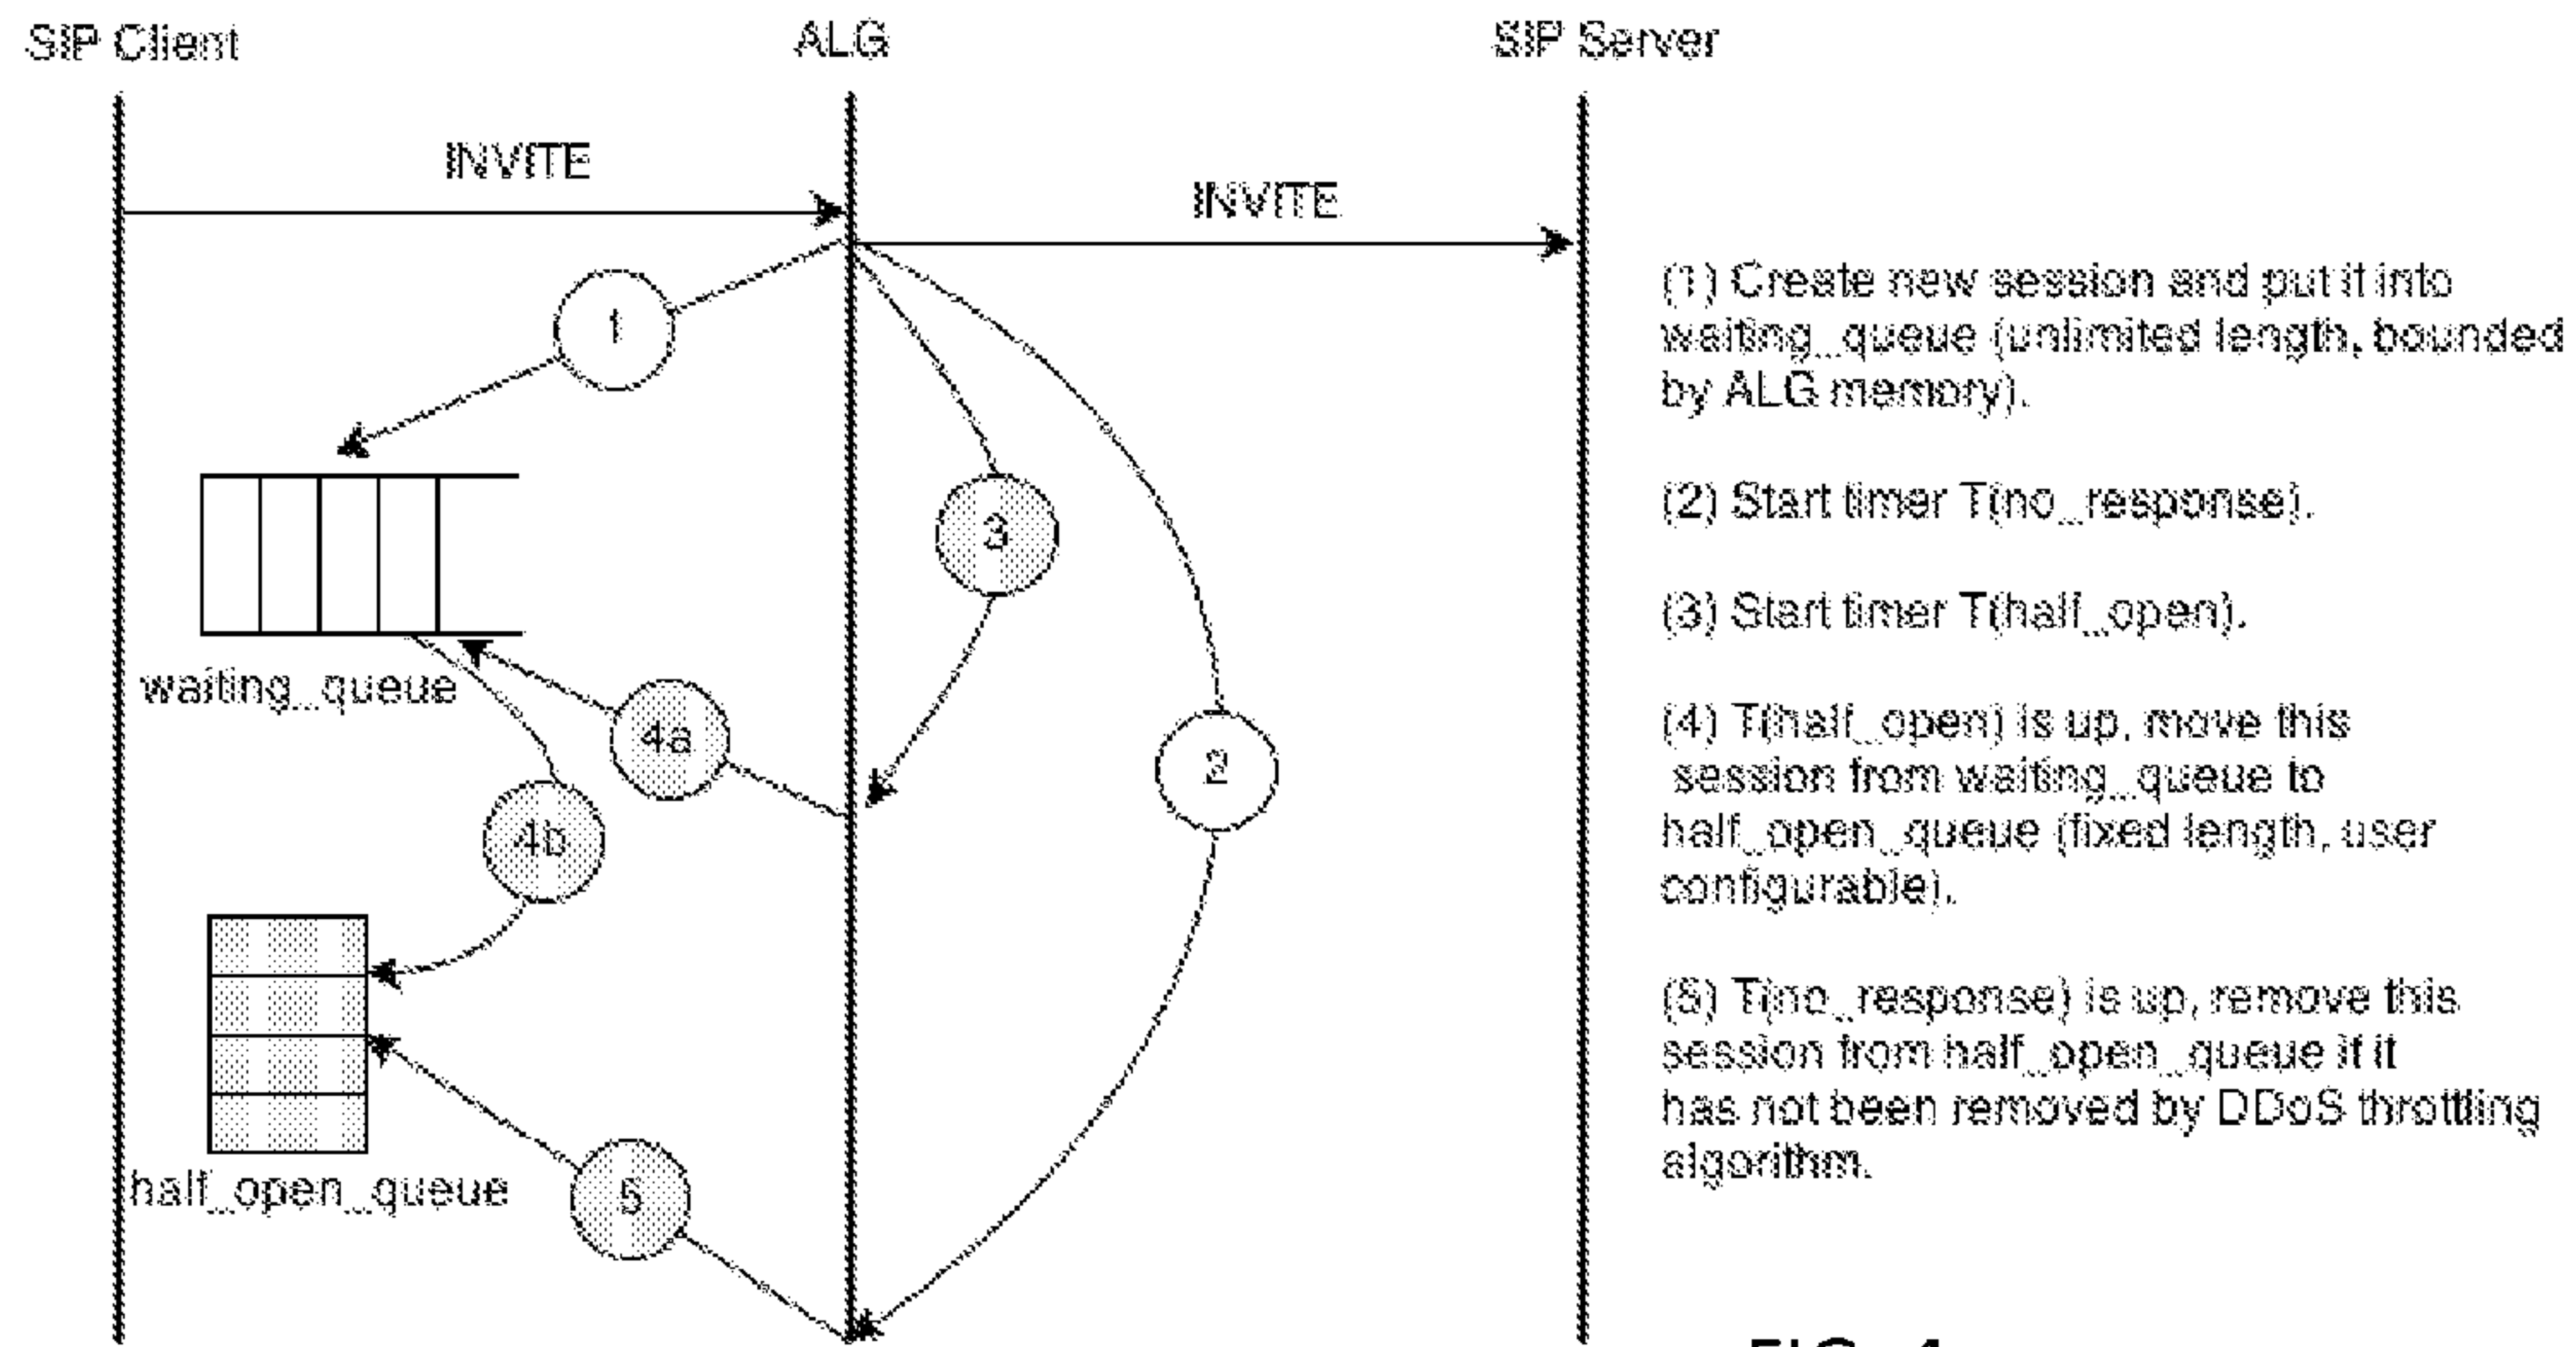 SIP Client
ALG
SIP Server
INVITE
INVITE
1
3
2
waiting_queue
4a
4b
half_open_queue
5
(1) Create new session and put it into
waiting_queue (unlimited length, bounded
by ALG memory).
(2) Start timer T(no_response).
(3) Start timer T(half_open).
(4) T(half_open) is up, move this
session from waiting_queue to
half_open_queue (fixed length, user
configurable).
(5) T(no_response) is up, remove this
session from half_open_queue if it
has not been removed by DDoS throttling
algorithm.